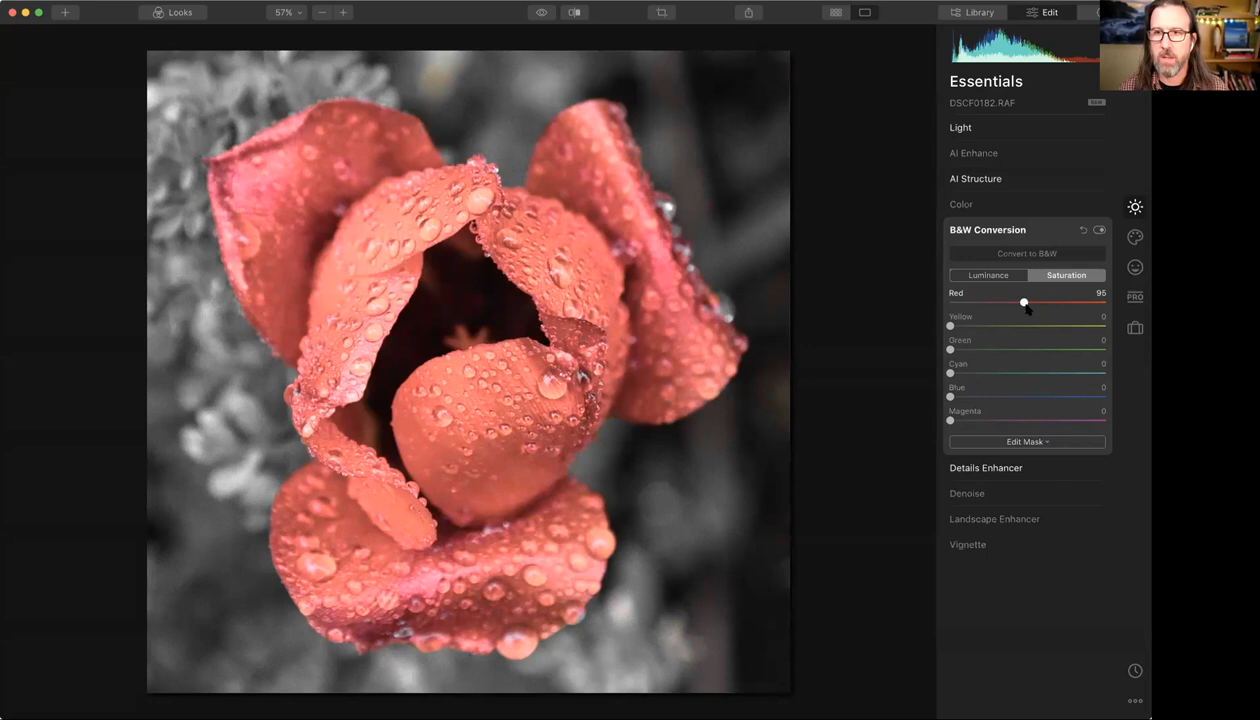 Looks
57%
Library
Edit
Essentials
DSCF0182.RAF
B&W
Light
AI Enhance
AI Structure
Color
B&W Conversion
Convert to B&W
Luminance
Saturation
Red 95
Yellow 0
Green 0
Cyan 0
Blue 0
Magenta 0
Edit Mask
PRO
Details Enhancer
Denoise
Landscape Enhancer
Vignette